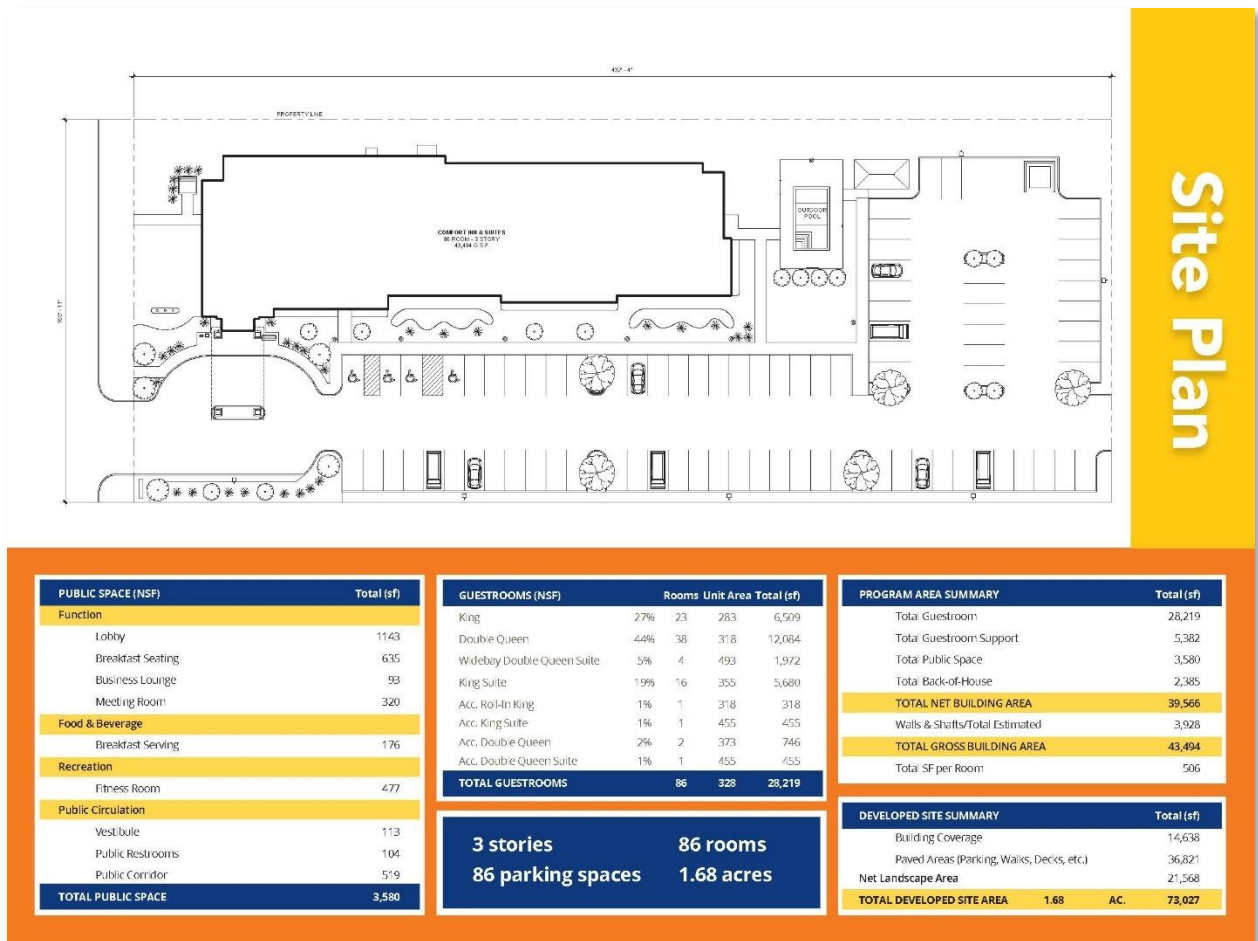 432' - 4"
PROPERTY LINE
COMFORT INN & SUITES
86 ROOM - 3 STORY
43,494 G.S.F.
OUTDOOR
POOL
Site Plan
PUBLIC SPACE (NSF) Total (sf)
Function
Lobby 1143
Breakfast Seating 635
Business Lounge 93
Meeting Room 320
Food & Beverage
Breakfast Serving 176
Recreation
Fitness Room 477
Public Circulation
Vestibule 113
Public Restrooms 104
Public Corridor 519
TOTAL PUBLIC SPACE 3,580
GUESTROOMS (NSF) Rooms Unit Area Total (sf)
King 27% 23 283 6,509
Double Queen 44% 38 318 12,084
Widebay Double Queen Suite 5% 4 493 1,972
King Suite 19% 16 355 5,680
Acc. Roll-In King 1% 1 318 318
Acc. King Suite 1% 1 455 455
Acc. Double Queen 2% 2 373 746
Acc. Double Queen Suite 1% 1 455 455
TOTAL GUESTROOMS 86 328 28,219
3 stories 86 rooms
86 parking spaces 1.68 acres
PROGRAM AREA SUMMARY Total (sf)
Total Guestroom 28,219
Total Guestroom Support 5,382
Total Public Space 3,580
Total Back-of-House 2,385
TOTAL NET BUILDING AREA 39,566
Walls & Shafts/Total Estimated 3,928
TOTAL GROSS BUILDING AREA 43,494
Total SF per Room 506
DEVELOPED SITE SUMMARY Total (sf)
Building Coverage 14,638
Paved Areas (Parking, Walks, Decks, etc.) 36,821
Net Landscape Area 21,568
TOTAL DEVELOPED SITE AREA 1.68 AC. 73,027